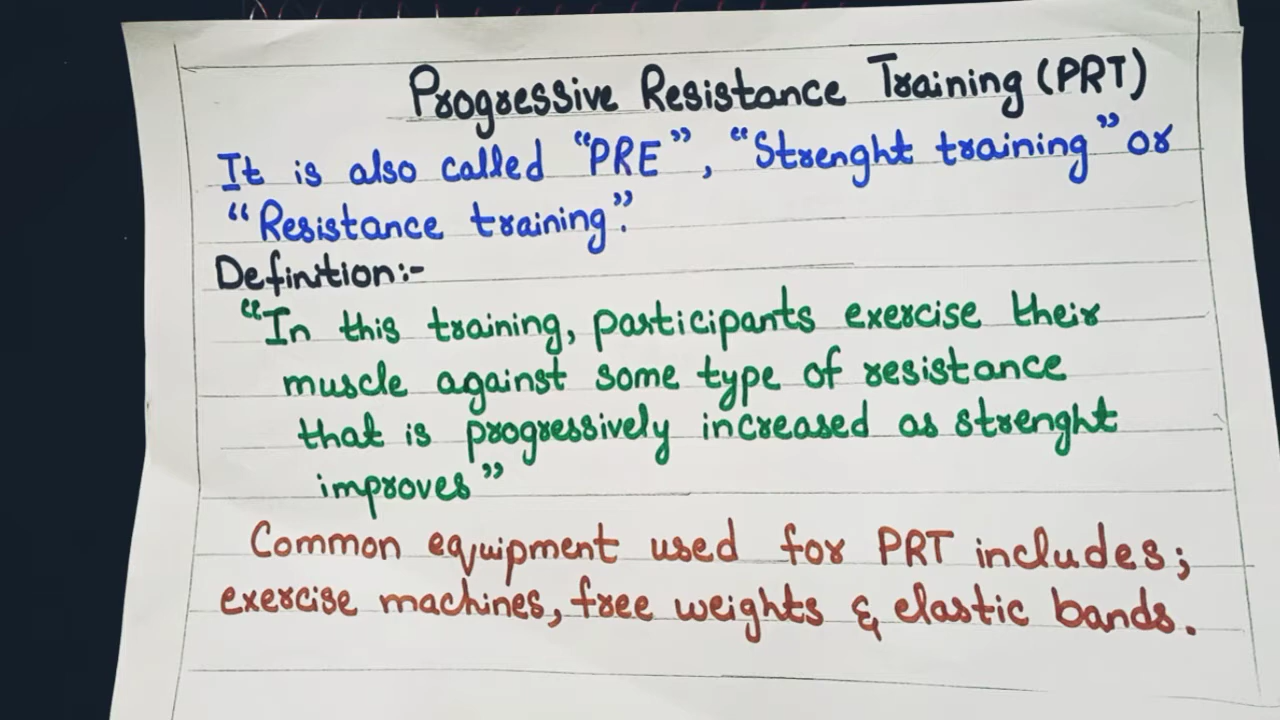 Progressive Resistance Training (PRT)
It is also called "PRE", "Strenght training" or
"Resistance training".
Definition:-
"In this training, participants exercise their
muscle against some type of resistance
that is progressively increased as strenght
improves"
Common equipment used for PRT includes;
exercise machines, free weights & elastic bands.